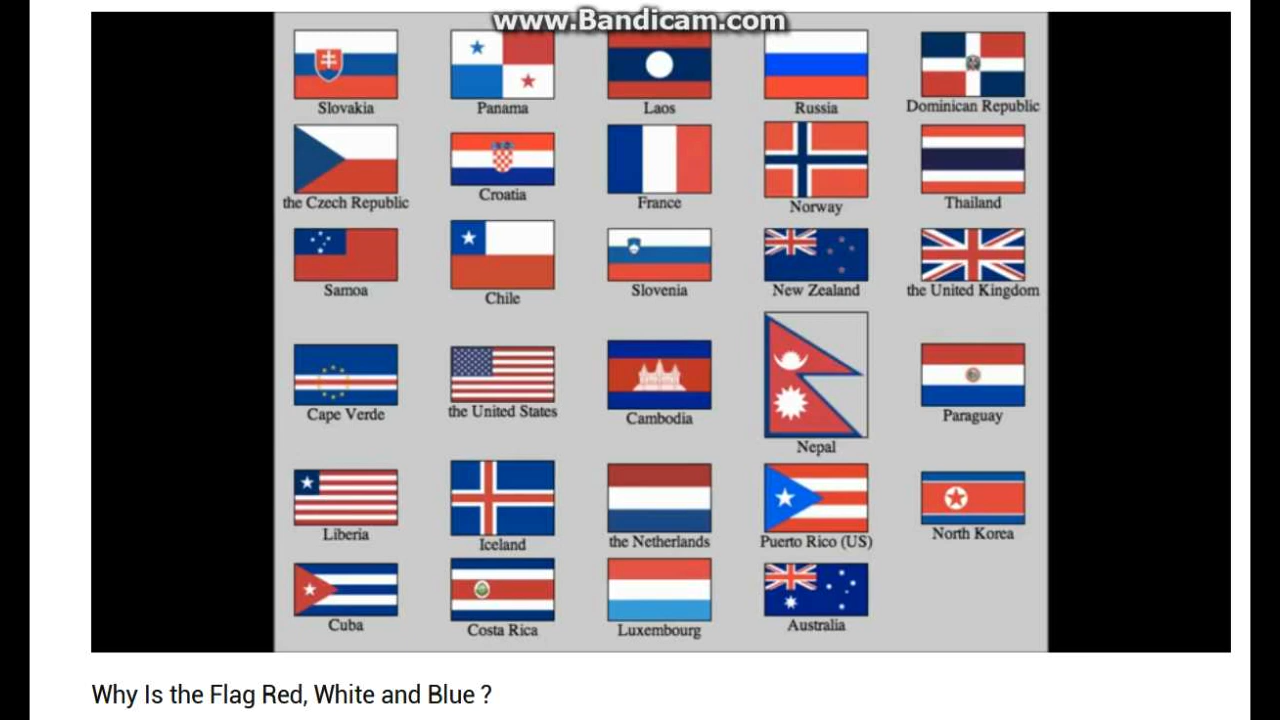 www.Bandicam.com
Slovakia
Panama
Laos
Russia
Dominican Republic
the Czech Republic
Croatia
France
Norway
Thailand
Samoa
Chile
Slovenia
New Zealand
the United Kingdom
Cape Verde
the United States
Cambodia
Nepal
Paraguay
Liberia
Iceland
the Netherlands
Puerto Rico (US)
North Korea
Cuba
Costa Rica
Luxembourg
Australia
Why Is the Flag Red, White and Blue ?